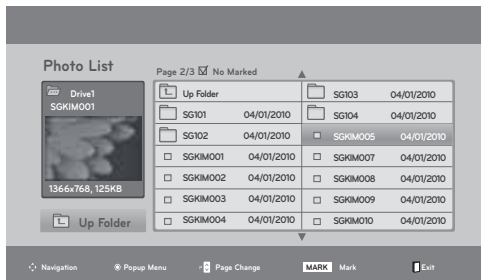 Photo List
Page 2/3 ☑ No Marked
Drive1
SGKIM001
1366x768, 125KB
Up Folder
Up Folder
SG101 04/01/2010
SG102 04/01/2010
SGKIM001 04/01/2010
SGKIM002 04/01/2010
SGKIM003 04/01/2010
SGKIM004 04/01/2010
SG103 04/01/2010
SG104 04/01/2010
SGKIM005 04/01/2010
SGKIM007 04/01/2010
SGKIM008 04/01/2010
SGKIM009 04/01/2010
SGKIM010 04/01/2010
Navigation Popup Menu Page Change MARK Mark Exit